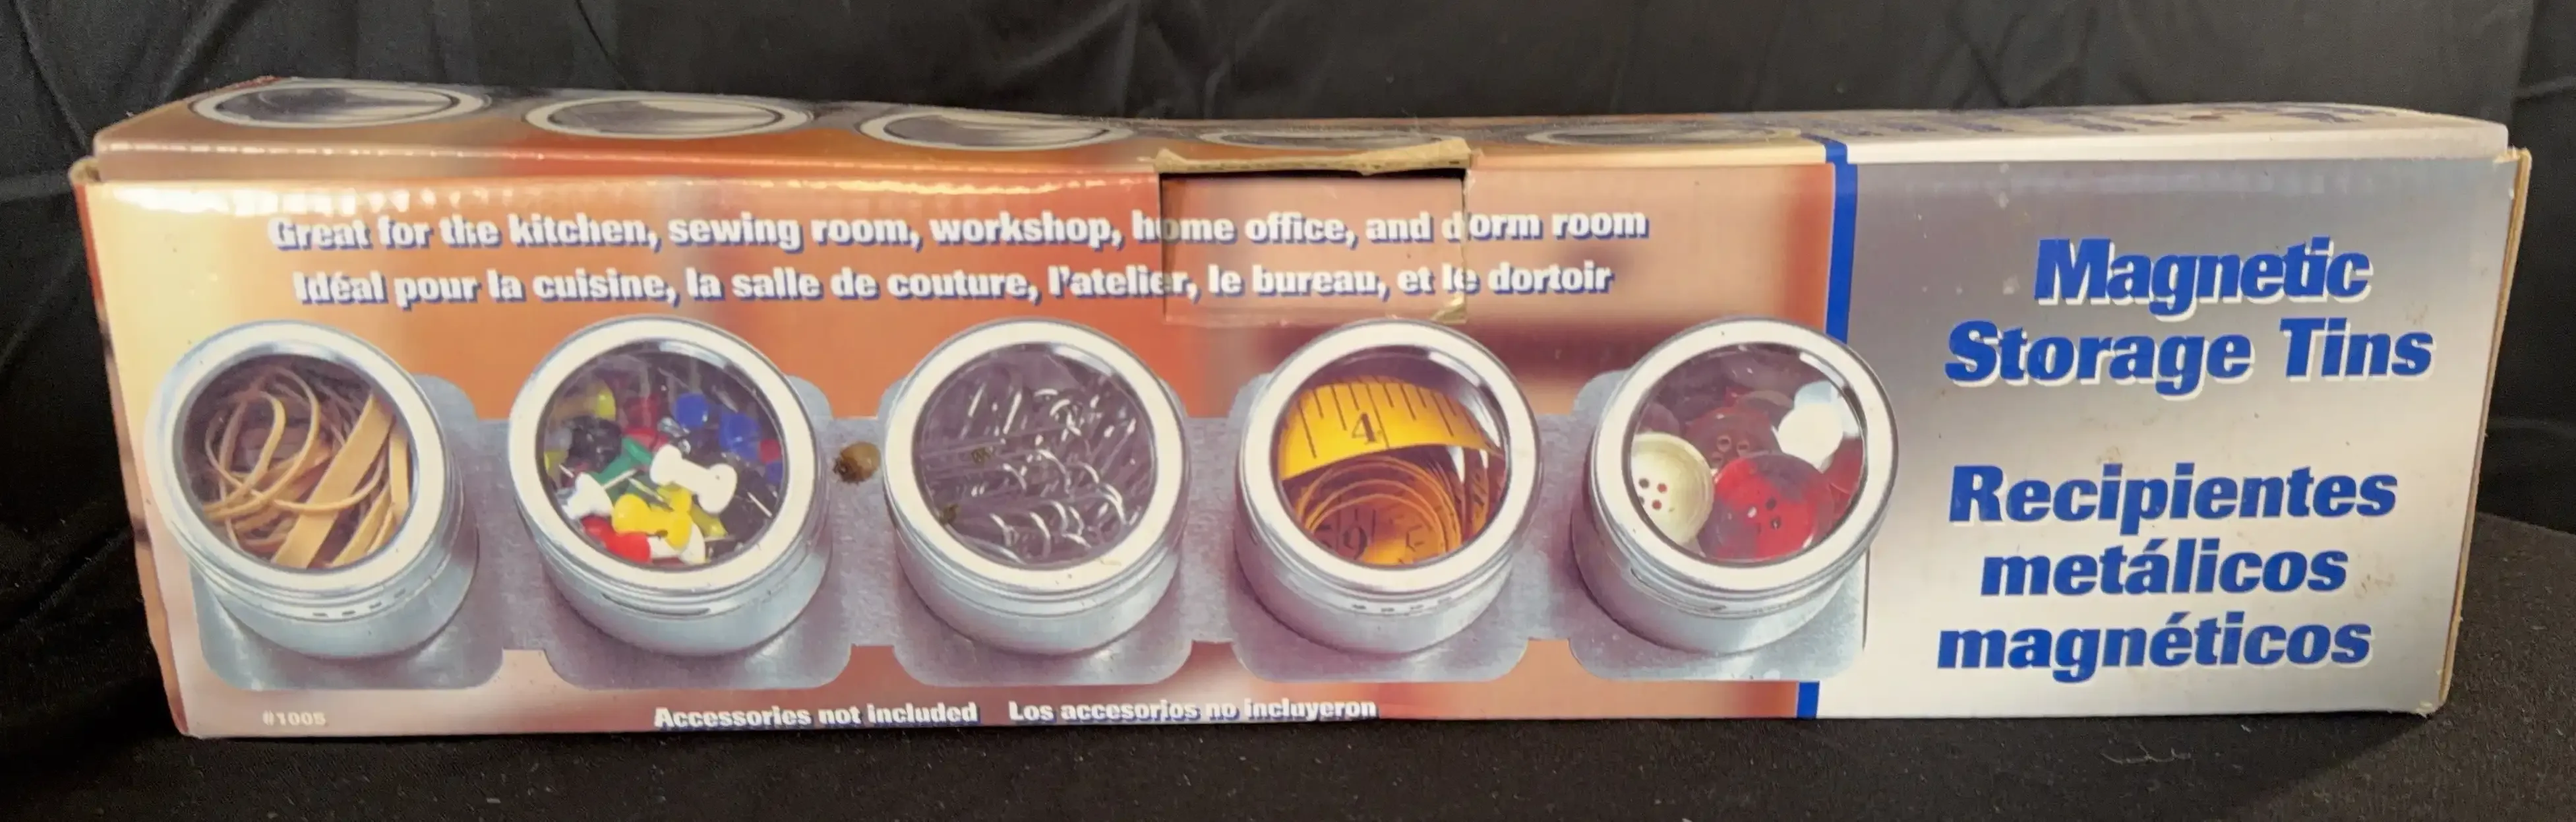 Great for the kitchen, sewing room, workshop, home office, and dorm room
Idéal pour la cuisine, la salle de couture, l'atelier, le bureau, et le dortoir
4
9
Magnetic
Storage Tins
Recipientes
metálicos
magnéticos
#1005
Accessories not included Los accesorios no incluyeron